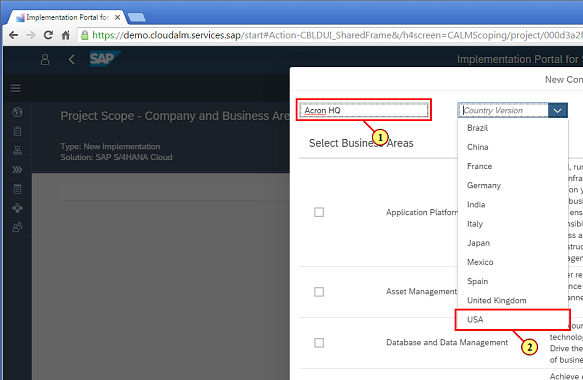 Implementation Portal for
https://demo.cloudalm.services.sap/start#Action-CBLDUI_SharedFrame&/h4screen=CALMScoping/project/000d3a2f
SAP
Implementation Portal for S
New Con
Project Scope - Company and Business Are
Type: New Implementation
Solution: SAP S/4HANA Cloud
Acron HQ
Country Version
1
Select Business Areas
Brazil
China
France
Germany
India
Italy
Japan
Mexico
Spain
United Kingdom
USA
2
Application Platform
Asset Management
Database and Data Management
technolog
Drive the
of busine
Achieve